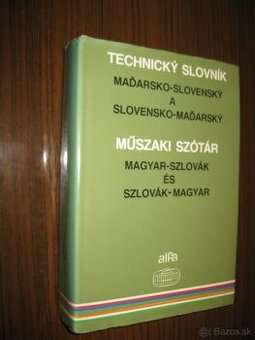 TECHNICKÝ SLOVNÍK
MAĎARSKO-SLOVENSKÝ
A
SLOVENSKO-MAĎARSKÝ
MŰSZAKI SZÓTÁR
MAGYAR-SZLOVÁK
ÉS
SZLOVÁK-MAGYAR
alfa
© Bazos.sk